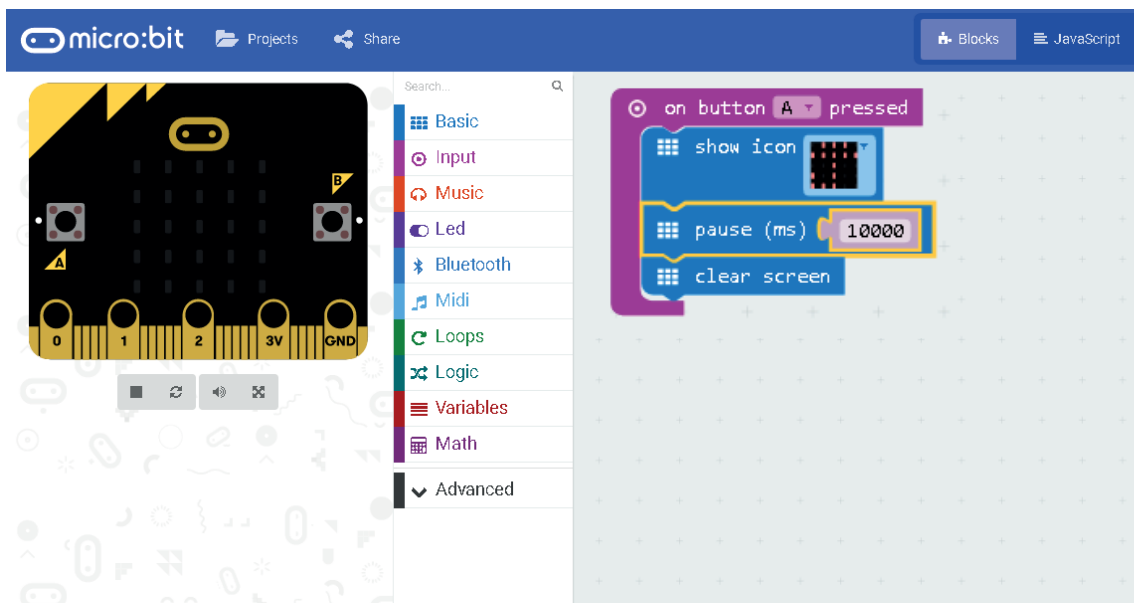 micro:bit Projects Share Blocks JavaScript
B
A
0 1 2 3V GND
Search...
Basic
Input
Music
Led
Bluetooth
Midi
Loops
Logic
Variables
Math
Advanced
on button A pressed
show icon
pause (ms) 10000
clear screen